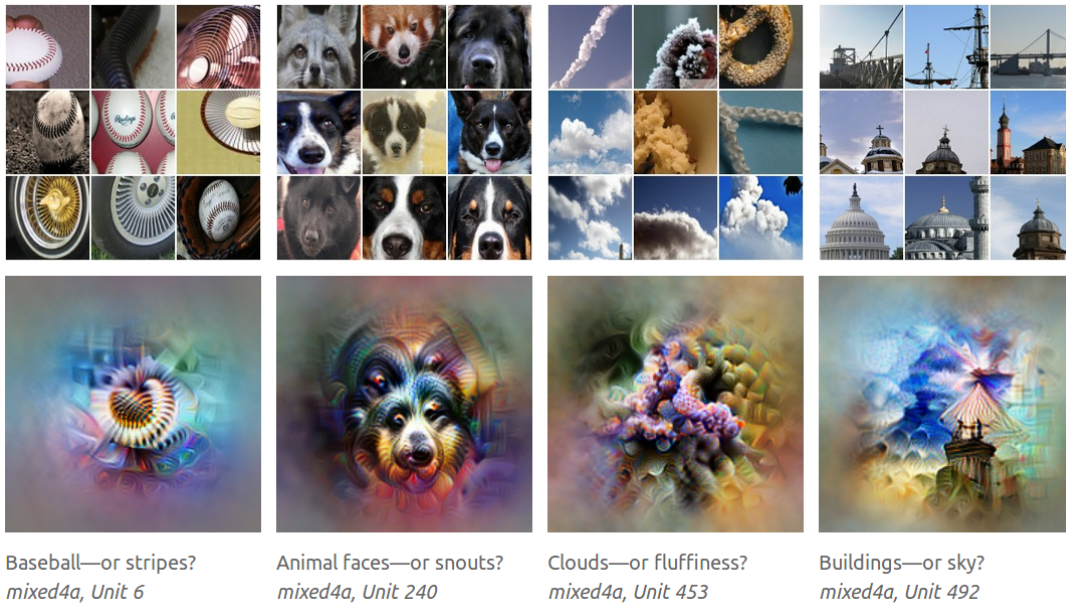 Rawlings
Baseball—or stripes?
mixed4a, Unit 6
Animal faces—or snouts?
mixed4a, Unit 240
Clouds—or fluffiness?
mixed4a, Unit 453
Buildings—or sky?
mixed4a, Unit 492